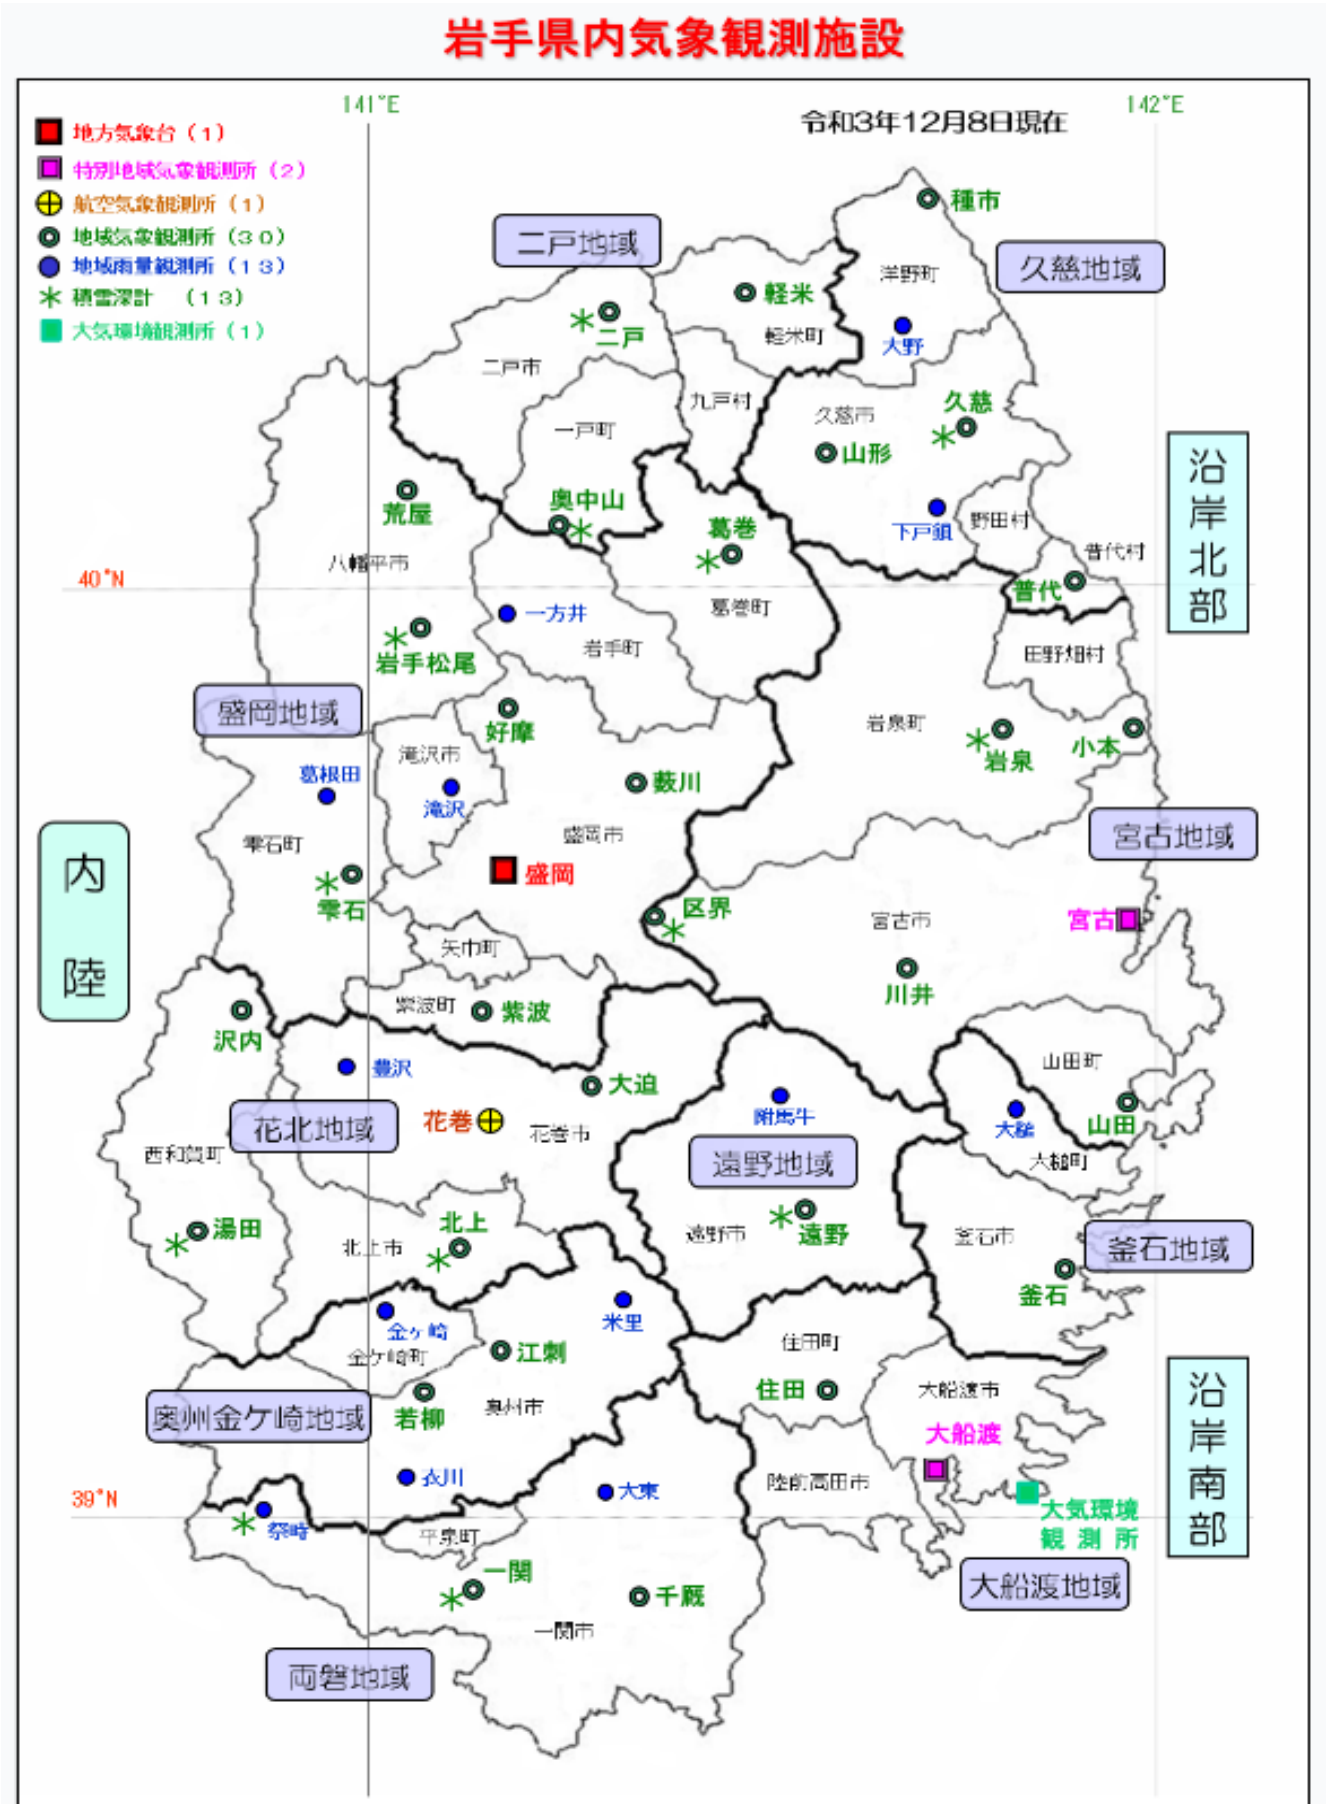 岩手県内気象観測施設
141°E
142°E
令和3年12月8日現在
地方気象台（１）
特別地域気象観測所（２）
航空気象観測所（１）
地域気象観測所（３０）
地域雨量観測所（１３）
積雪深計　（１３）
大気環境観測所（１）
種市
二戸地域
久慈地域
洋野町
軽米
二戸
軽米町
大野
二戸市
九戸村
久慈
久慈市
一戸町
山形
沿岸北部
荒屋
奥中山
葛巻
下戸鎖
野田村
普代村
八幡平市
40°N
普代
葛巻町
一方井
岩手町
田野畑村
岩手松尾
盛岡地域
好摩
岩泉町
滝沢市
岩泉
小本
葛根田
滝沢
薮川
盛岡市
宮古地域
雫石町
内陸
盛岡
雫石
区界
宮古市
宮古
矢巾町
川井
紫波町
紫波
沢内
豊沢
大迫
山田町
花北地域
花巻
花巻市
附馬牛
大槌
山田
西和賀町
遠野地域
大槌町
湯田
北上
北上市
遠野市
遠野
釜石市
釜石地域
釜石
金ヶ崎
金ケ崎町
米里
江刺
住田町
住田
大船渡市
奥州金ケ崎地域
若柳
奥州市
沿岸南部
大船渡
衣川
大東
陸前高田市
39°N
祭畤
平泉町
大気環境
観測所
一関
千厩
大船渡地域
一関市
両磐地域